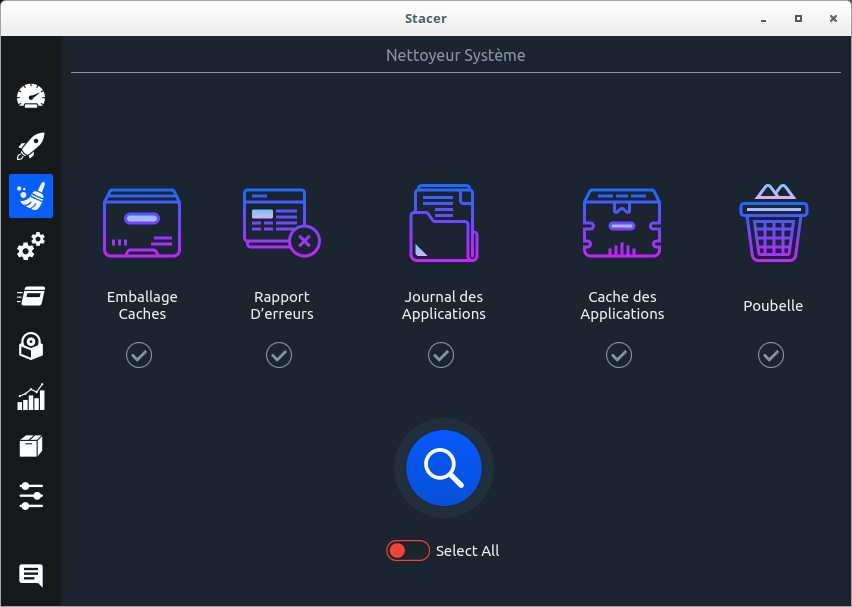 Stacer
Nettoyeur Système
Emballage
Caches
Rapport
D’erreurs
Journal des
Applications
Cache des
Applications
Poubelle
Select All